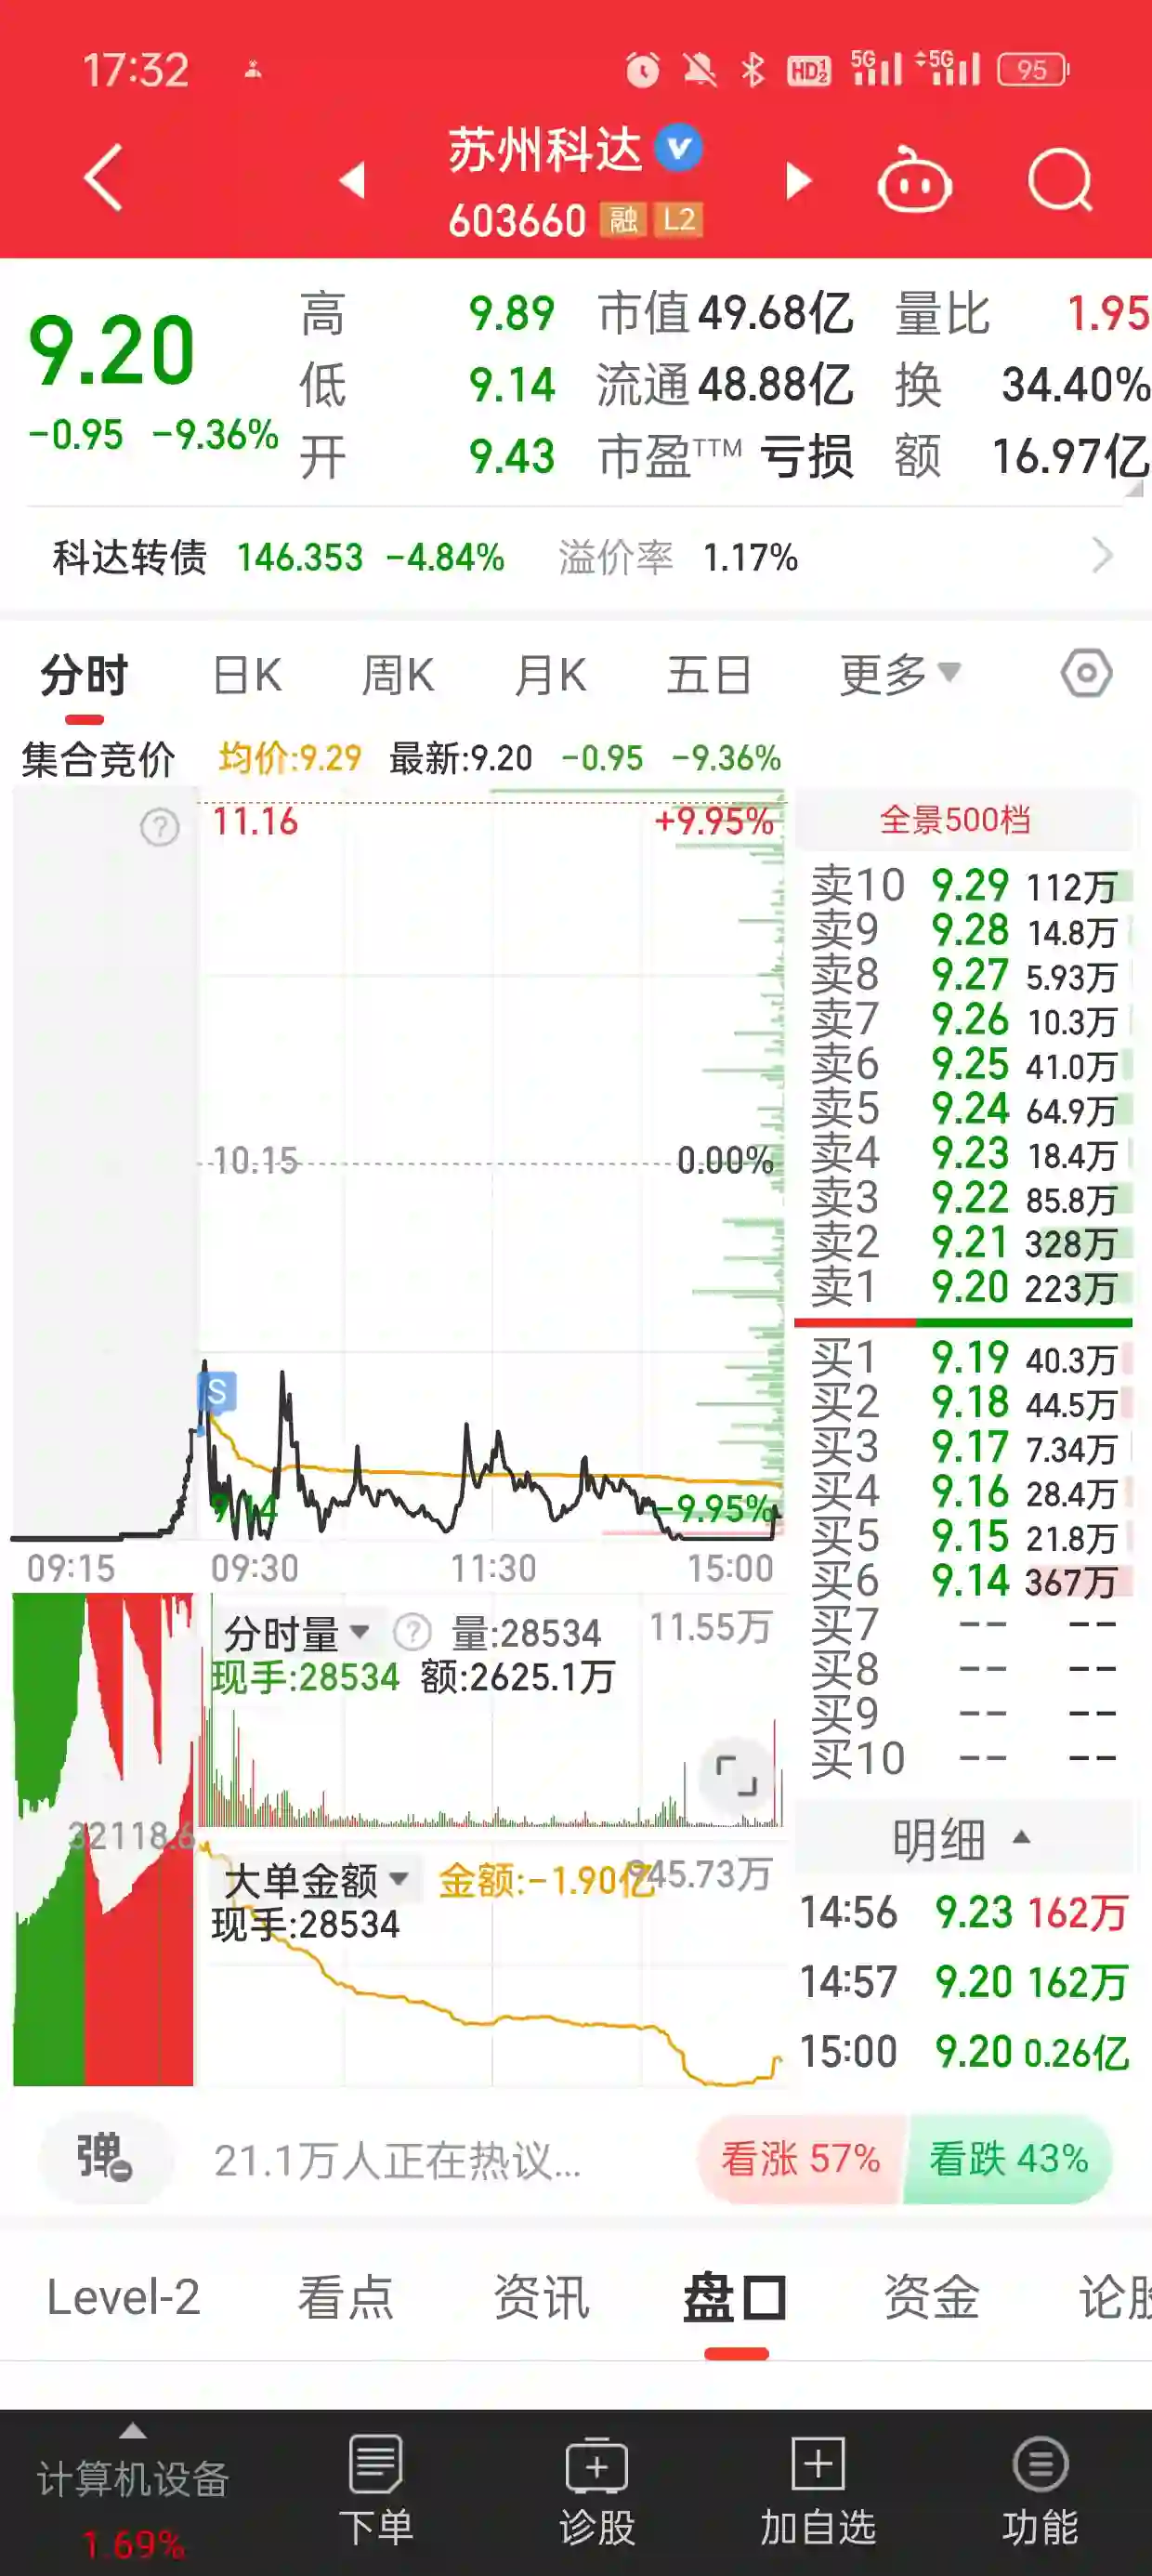 17:32 HD 1 2 5G 5G 95
苏州科达
603660 融 L2
9.20
-0.95 -9.36%
高 9.89 市值 49.68亿 量比 1.95
低 9.14 流通 48.88亿 换 34.40%
开 9.43 市盈TTM 亏损 额 16.97亿
科达转债 146.353 -4.84% 溢价率 1.17%
分时 日K 周K 月K 五日 更多
集合竞价 均价:9.29 最新:9.20 -0.95 -9.36%
11.16 +9.95%
10.15 0.00%
S
9.14 -9.95%
09:15 09:30 11:30 15:00
全景500档
卖10 9.29 112万
卖9 9.28 14.8万
卖8 9.27 5.93万
卖7 9.26 10.3万
卖6 9.25 41.0万
卖5 9.24 64.9万
卖4 9.23 18.4万
卖3 9.22 85.8万
卖2 9.21 328万
卖1 9.20 223万
买1 9.19 40.3万
买2 9.18 44.5万
买3 9.17 7.34万
买4 9.16 28.4万
买5 9.15 21.8万
买6 9.14 367万
买7 -- --
买8 -- --
买9 -- --
买10 -- --
分时量 ? 量:28534 11.55万
现手:28534 额:2625.1万
32118.6
大单金额 金额:-1.90亿 945.73万
现手:28534
明细
14:56 9.23 162万
14:57 9.20 162万
15:00 9.20 0.26亿
弹 21.1万人正在热议... 看涨 57% 看跌 43%
Level-2 看点 资讯 盘口 资金 论股
计算机设备 下单 诊股 加自选 功能
1.69%